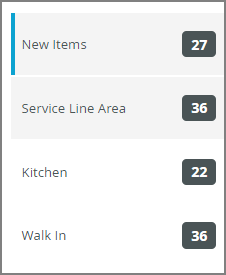 New Items 27
Service Line Area 36
Kitchen 22
Walk In 36